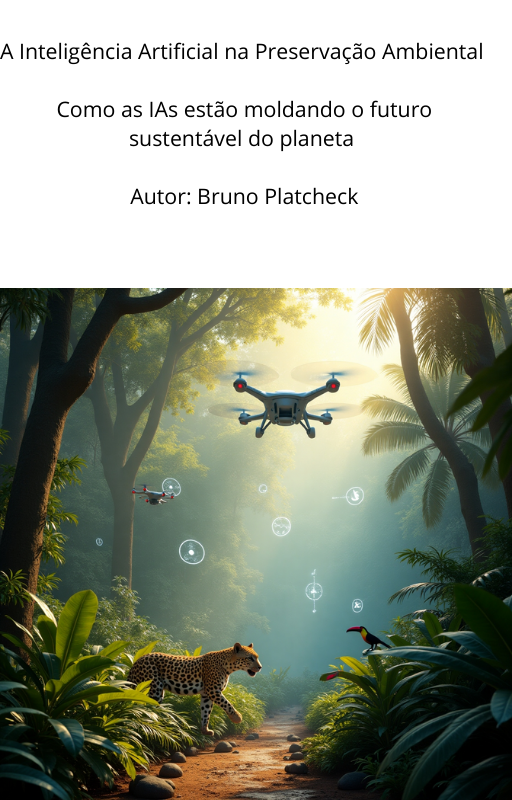 A Inteligência Artificial na Preservação Ambiental
Como as IAs estão moldando o futuro
sustentável do planeta
Autor: Bruno Platcheck